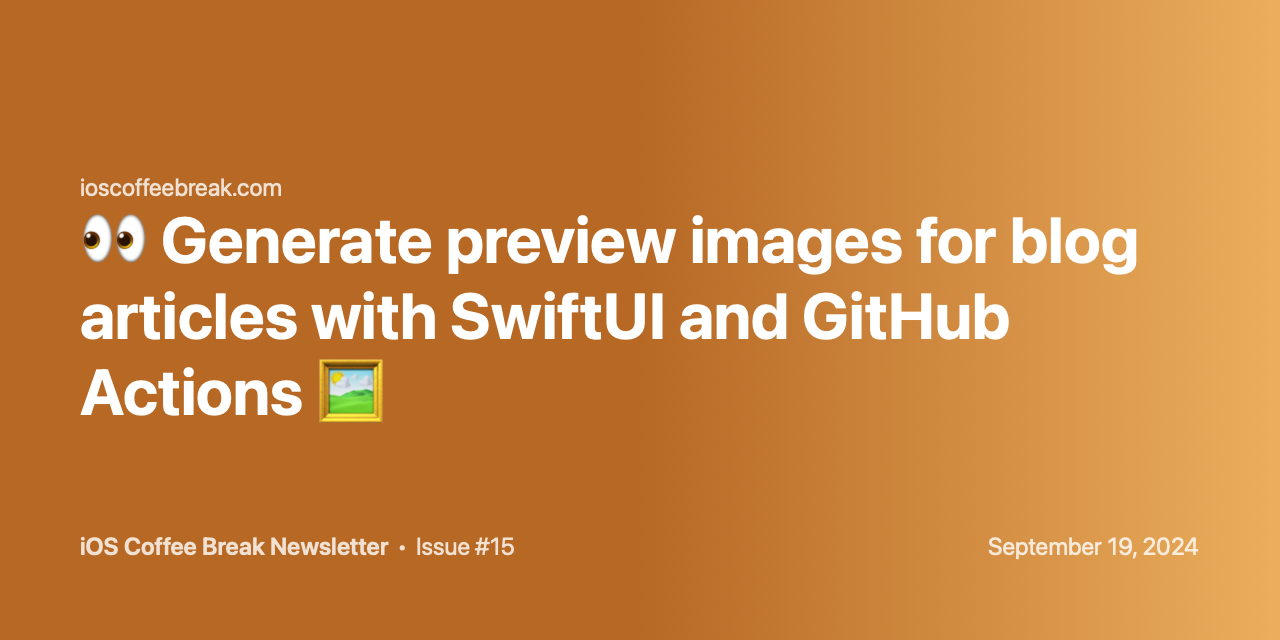 ioscoffeebreak.com
👀 Generate preview images for blog
articles with SwiftUI and GitHub
Actions 🖼️
iOS Coffee Break Newsletter • Issue #15
September 19, 2024